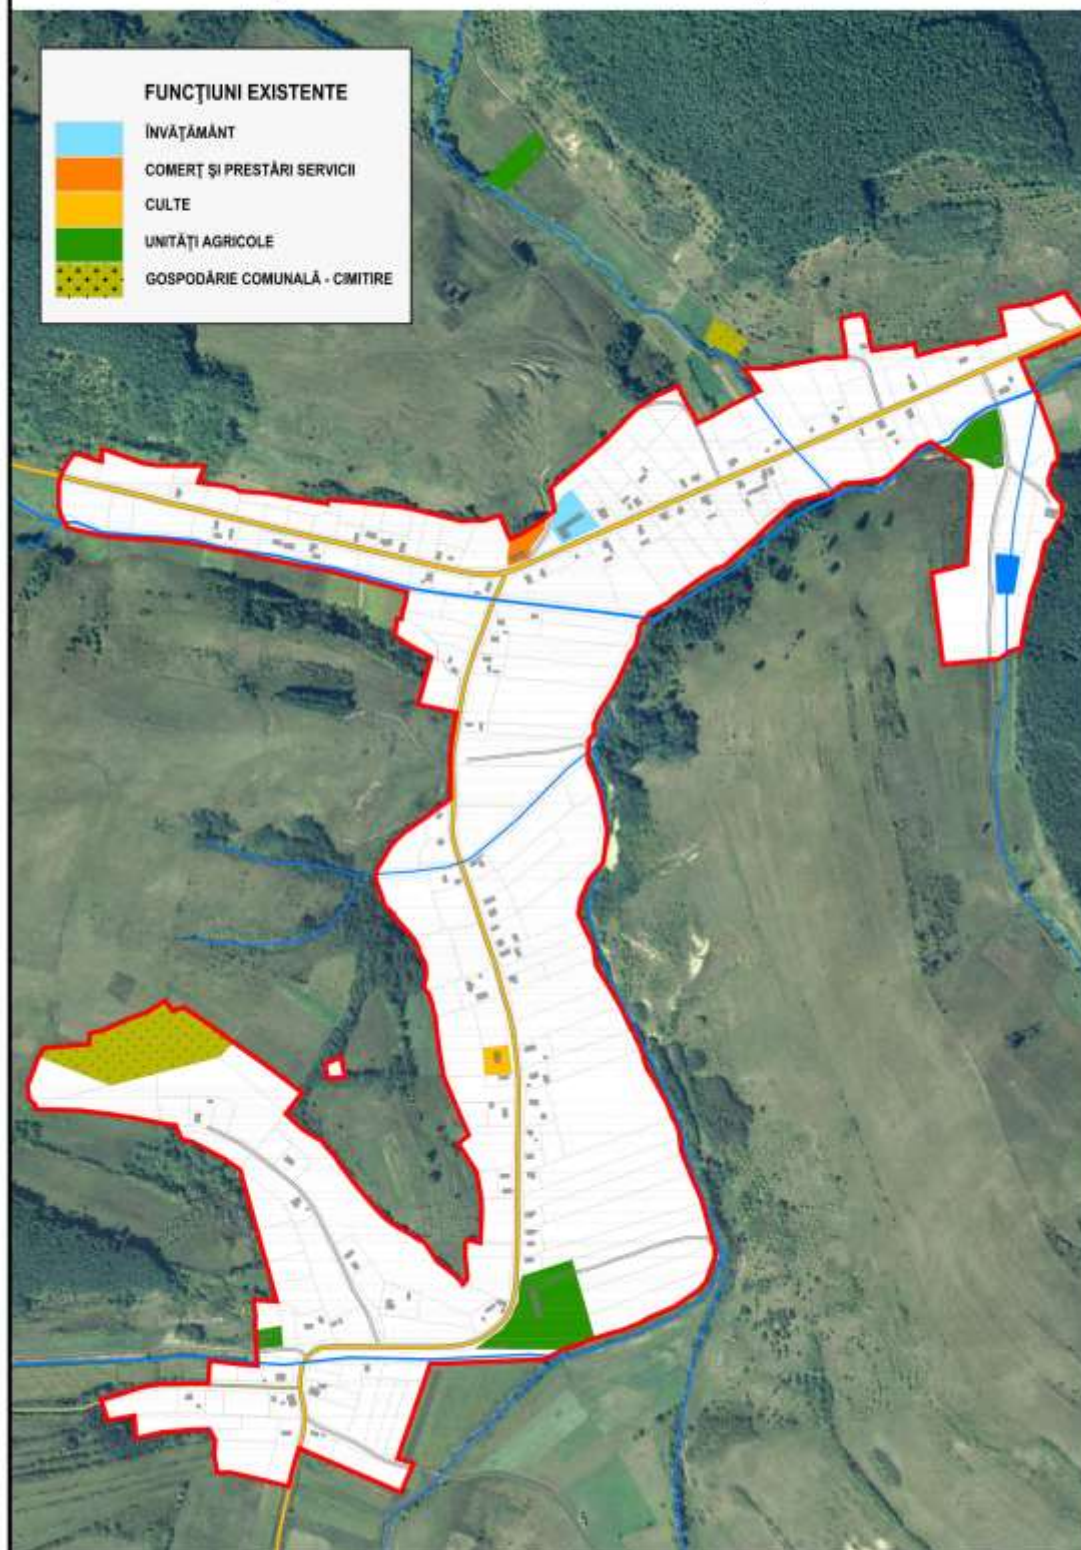 FUNCŢIUNI EXISTENTE
ÎNVĂŢĂMÂNT
COMERŢ ŞI PRESTĂRI SERVICII
CULTE
UNITĂŢI AGRICOLE
GOSPODĂRIE COMUNALĂ - CIMITIRE